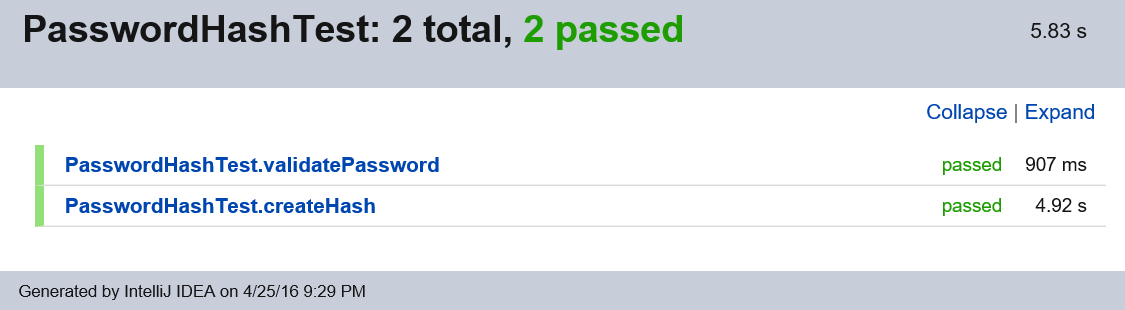 PasswordHashTest: 2 total, 2 passed 5.83 s
Collapse | Expand
PasswordHashTest.validatePassword passed 907 ms
PasswordHashTest.createHash passed 4.92 s
Generated by IntelliJ IDEA on 4/25/16 9:29 PM